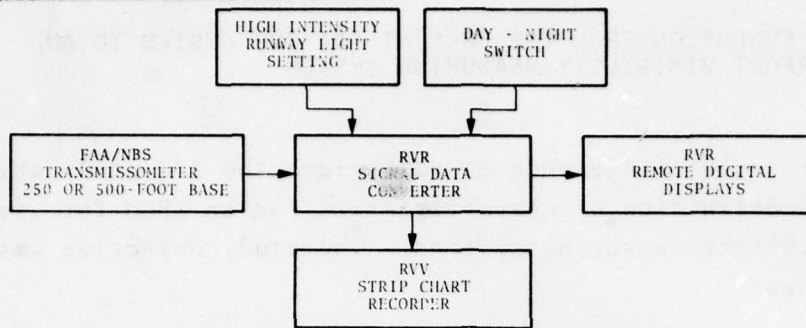 HIGH INTENSITY
RUNWAY LIGHT
SETTING
DAY - NIGHT
SWITCH
FAA/NBS
TRANSMISSOMETER
250 OR 500-FOOT BASE
RVR
SIGNAL DATA
CONVERTER
RVR
REMOTE DIGITAL
DISPLAYS
RVV
STRIP CHART
RECORDER